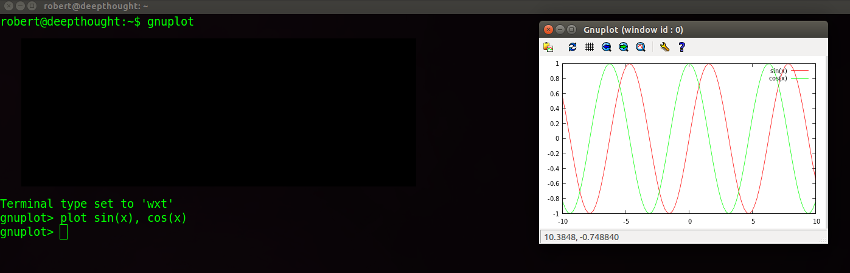 robert@deepthought: ~
robert@deepthought:~$ gnuplot
Terminal type set to 'wxt'
gnuplot> plot sin(x), cos(x)
gnuplot>
Gnuplot (window id : 0)
sin(x)
cos(x)
1
0.8
0.6
0.4
0.2
0
-0.2
-0.4
-0.6
-0.8
-1
-10 -5 0 5 10
10.3848, -0.748840